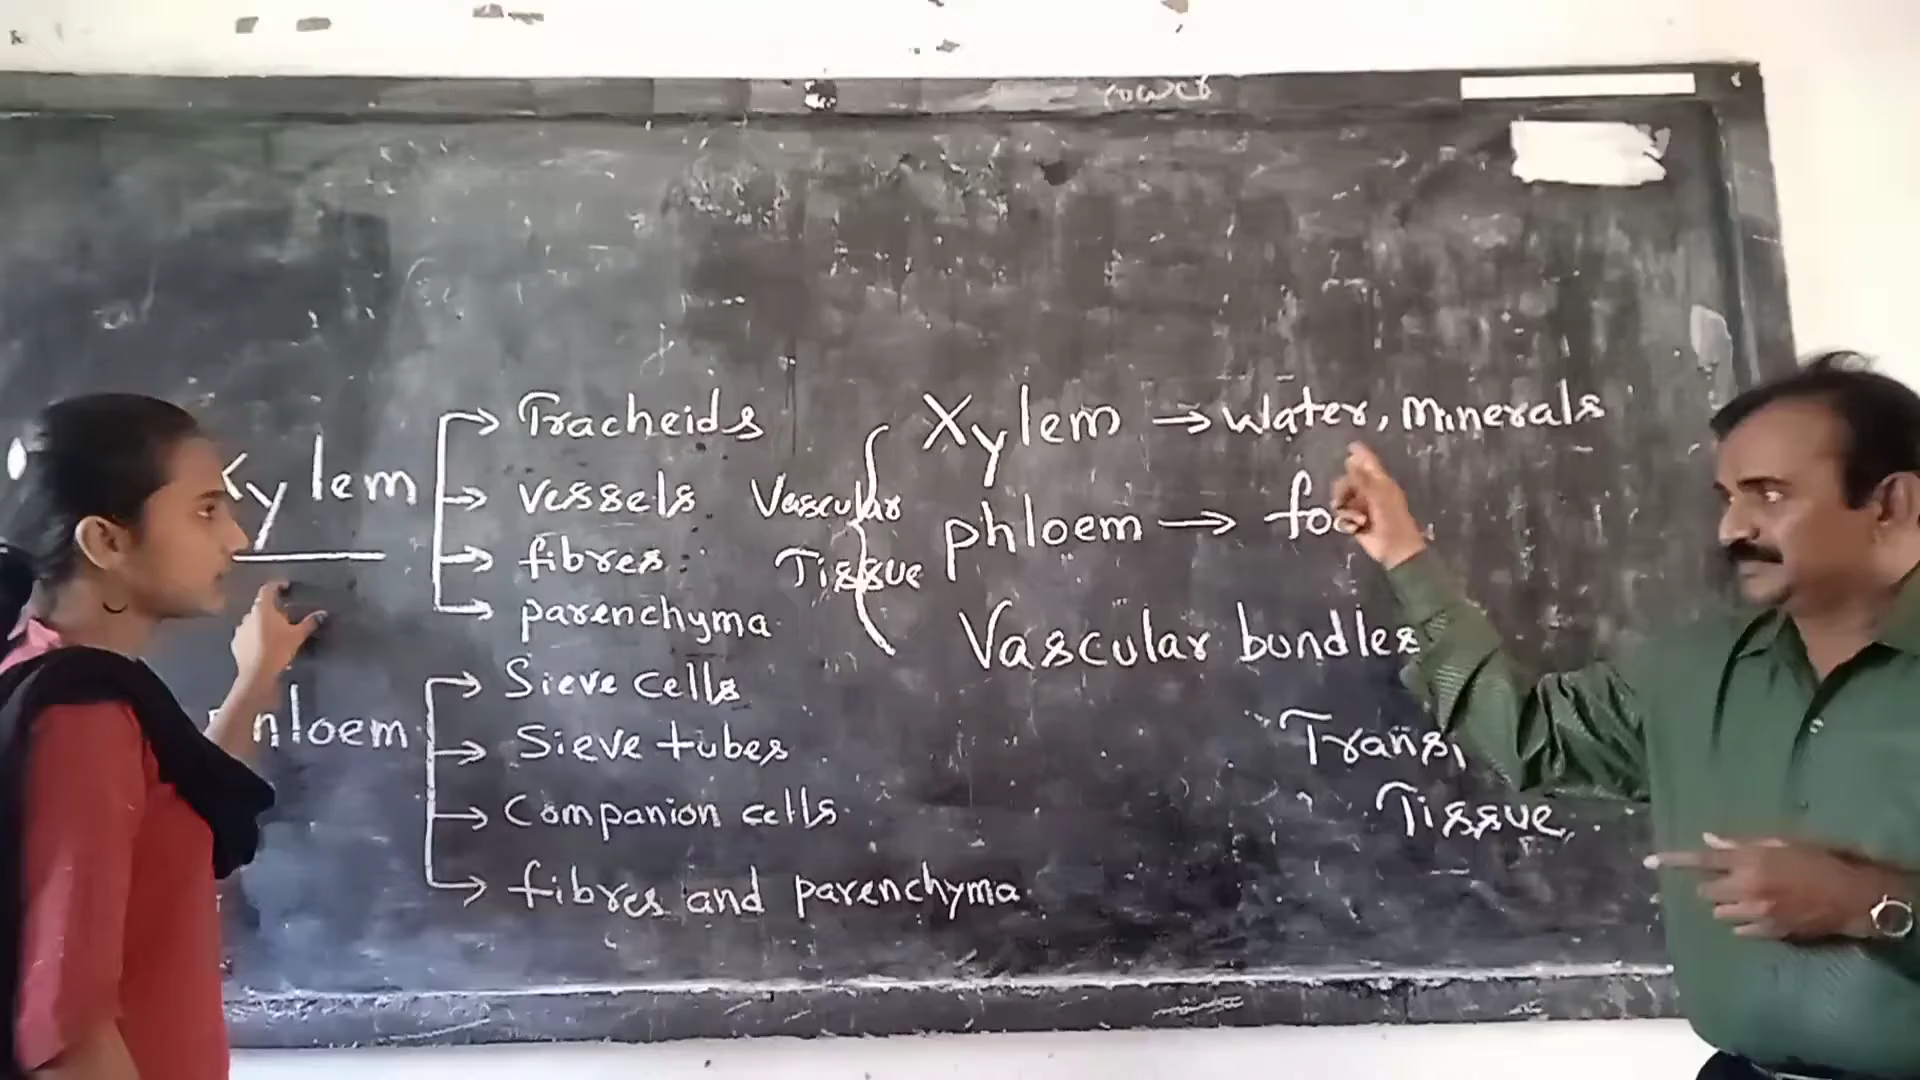 Xylem
Tracheids
vessels
fibres
parenchyma
phloem
Sieve cells
Sieve tubes
Companion cells
fibres and parenchyma
Vascular
Tissue
Xylem → Water, Minerals
phloem → foo
Vascular bundles
Trans
Tissue